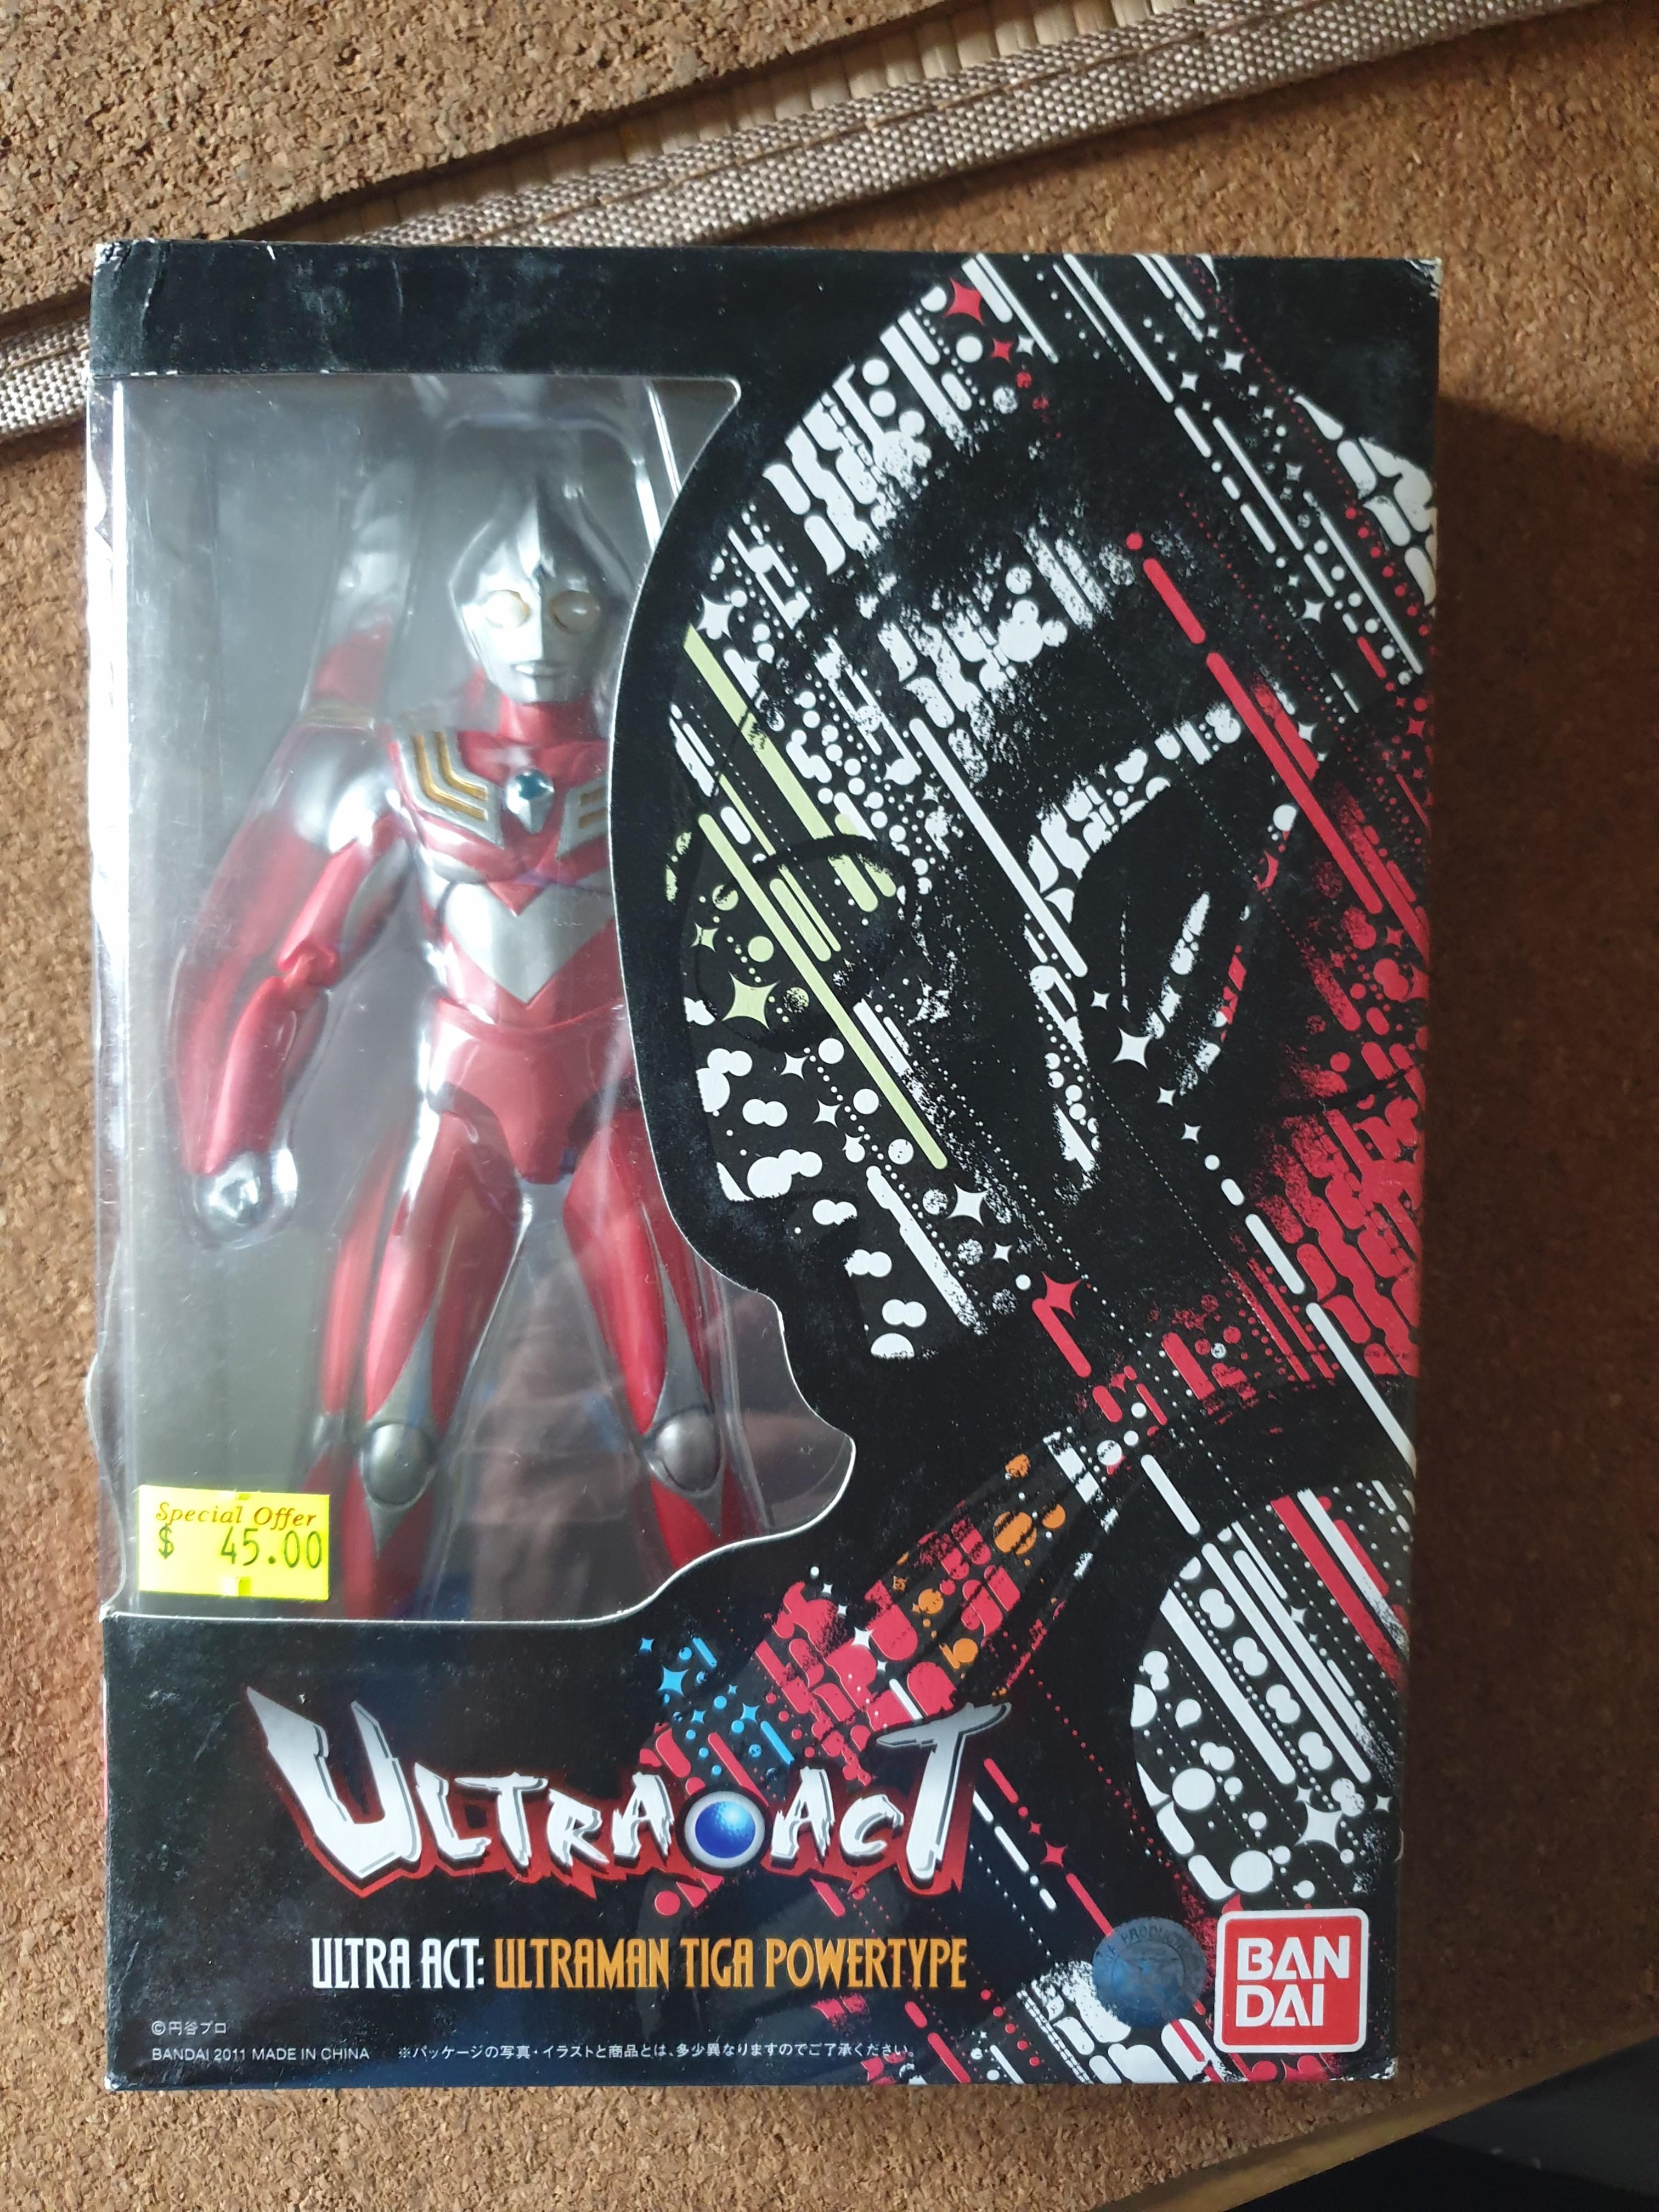 Special Offer
$ 45.00
ULTRA ACT
ULTRA ACT: ULTRAMAN TIGA POWERTYPE
BAN
DAI
©円谷プロ
BANDAI 2011 MADE IN CHINA ※パッケージの写真・イラストと商品とは、多少異なりますのでご了承ください。